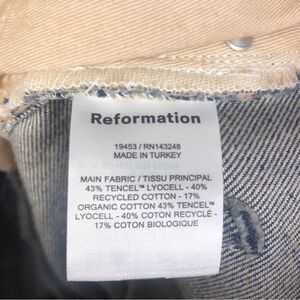 Reformation
19453 / RN143248
MADE IN TURKEY
MAIN FABRIC / TISSU PRINCIPAL
43% TENCEL™ LYOCELL - 40%
RECYCLED COTTON - 17%
ORGANIC COTTON 43% TENCEL™
LYOCELL - 40% COTON RECYCLÉ -
17% COTON BIOLOGIQUE